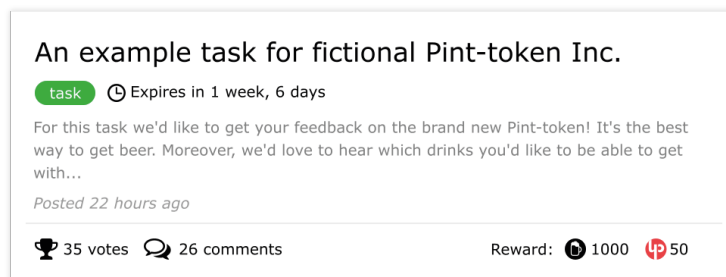 An example task for fictional Pint-token Inc.
task Expires in 1 week, 6 days
For this task we'd like to get your feedback on the brand new Pint-token! It's the best
way to get beer. Moreover, we'd love to hear which drinks you'd like to be able to get
with...
Posted 22 hours ago
35 votes 26 comments Reward: 1000 50